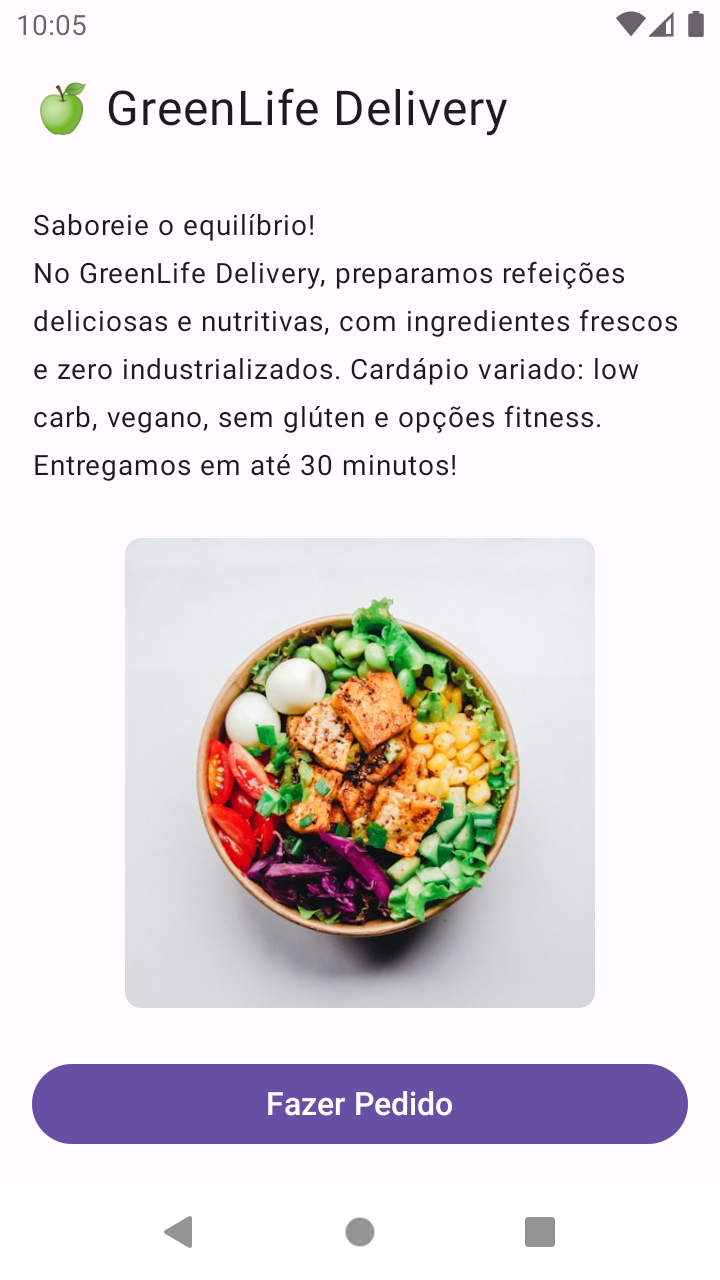 10:05
GreenLife Delivery
Saboreie o equilíbrio!
No GreenLife Delivery, preparamos refeições
deliciosas e nutritivas, com ingredientes frescos
e zero industrializados. Cardápio variado: low
carb, vegano, sem glúten e opções fitness.
Entregamos em até 30 minutos!
Fazer Pedido